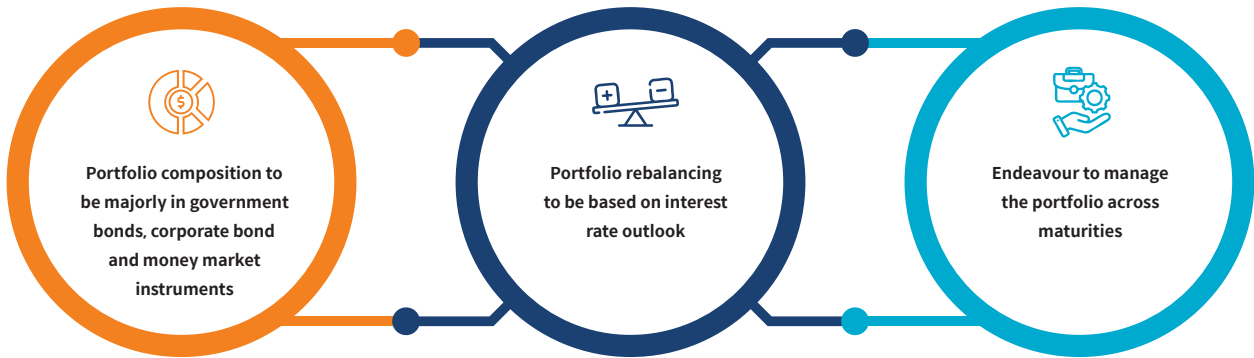 $
Portfolio composition to
be majorly in government
bonds, corporate bond
and money market
instruments
+ −
Portfolio rebalancing
to be based on interest
rate outlook
Endeavour to manage
the portfolio across
maturities